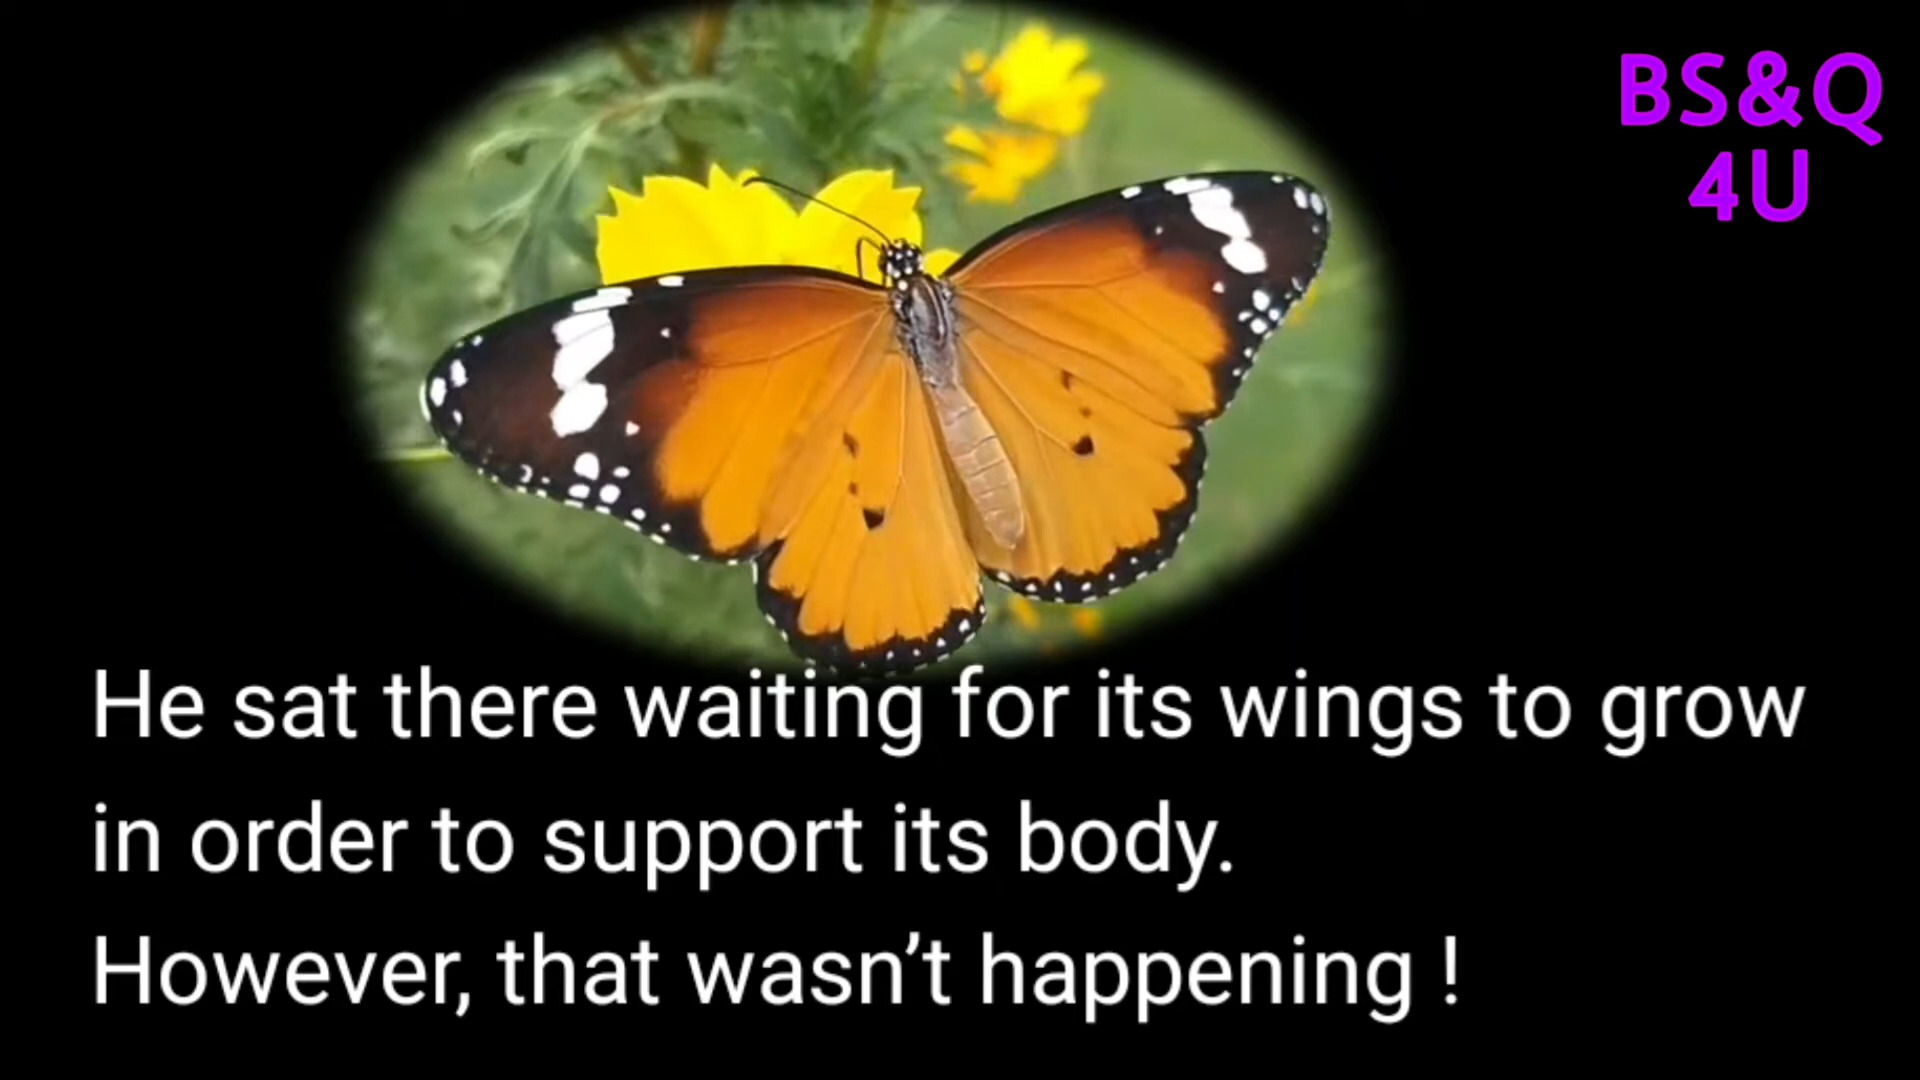 BS&Q
4U
He sat there waiting for its wings to grow
in order to support its body.
However, that wasn’t happening !